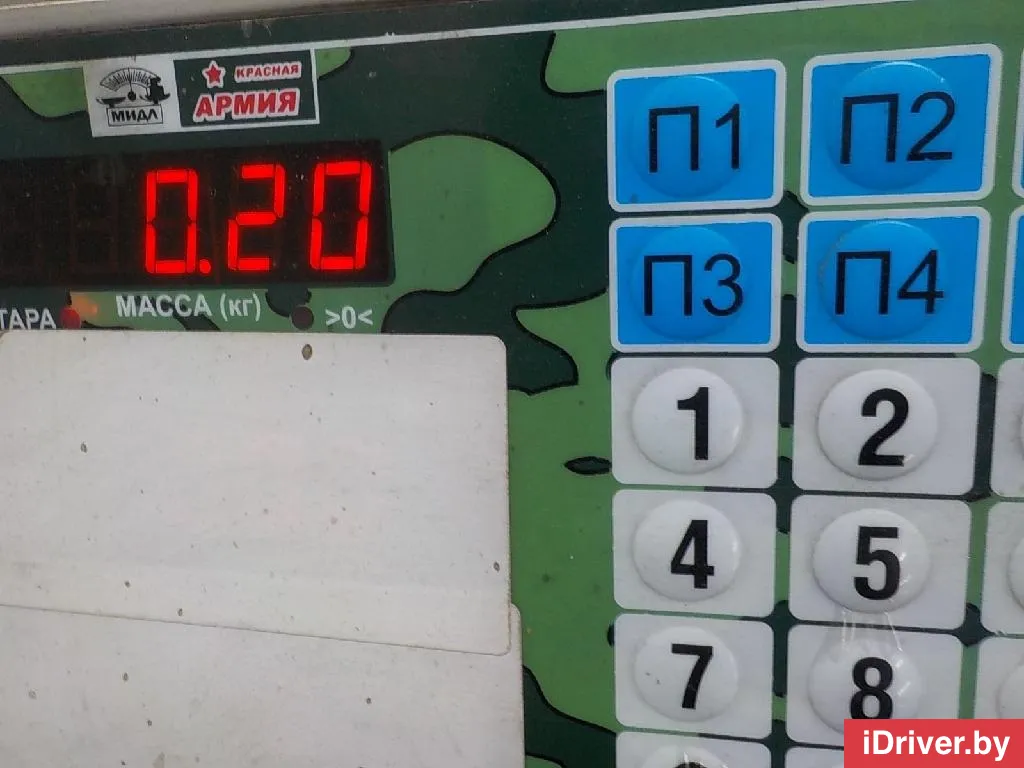 МИДЛ
КРАСНАЯ
АРМИЯ
0.20
ТАРА
МАССА (кг)
>0<
П1 П2
П3 П4
1 2
4 5
7 8
iDriver.by